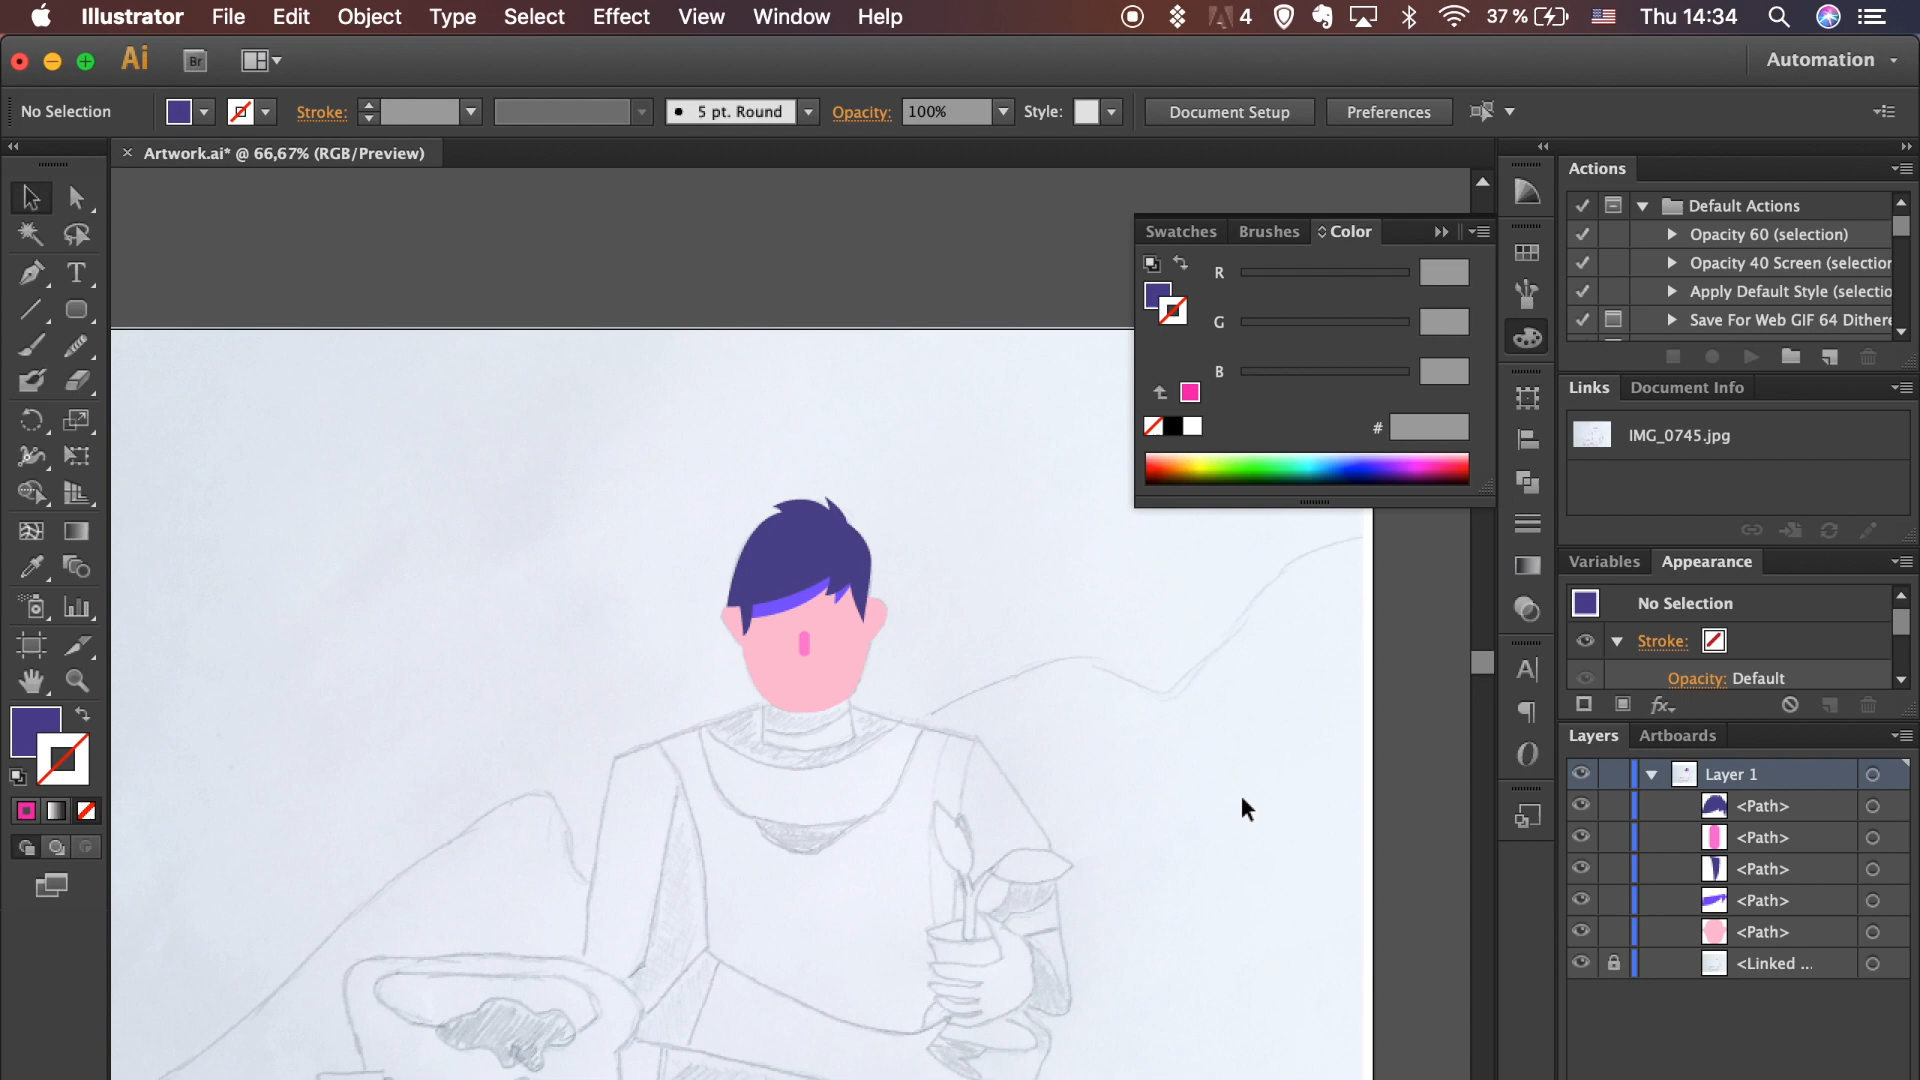 Illustrator File Edit Object Type Select Effect View Window Help 4 37 % Thu 14:34
Ai Br Automation
No Selection Stroke: 5 pt. Round Opacity: 100% Style: Document Setup Preferences
Artwork.ai* @ 66,67% (RGB/Preview)
Actions
Default Actions
Opacity 60 (selection)
Opacity 40 Screen (selection
Apply Default Style (selectio
Save For Web GIF 64 Dithere
Swatches Brushes Color
R
G
B
#
Links Document Info
IMG_0745.jpg
Variables Appearance
No Selection
Stroke:
Opacity: Default
fx
Layers Artboards
Layer 1
<Path>
<Path>
<Path>
<Path>
<Path>
<Linked ...